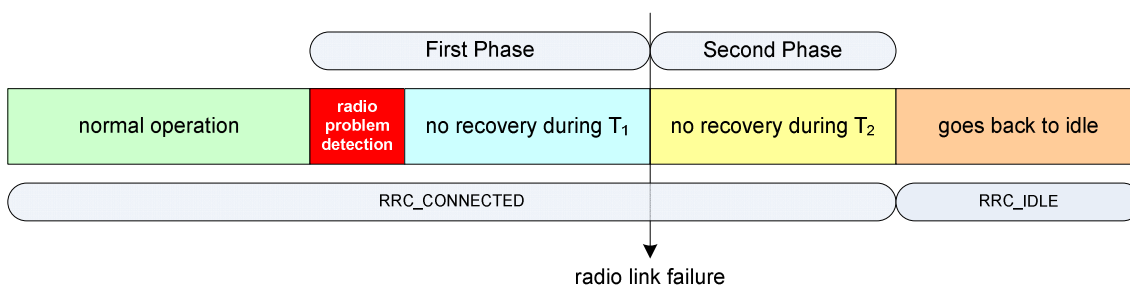 First Phase
Second Phase
normal operation
radio
problem
detection
no recovery during T₁
no recovery during T₂
goes back to idle
RRC_CONNECTED
RRC_IDLE
radio link failure